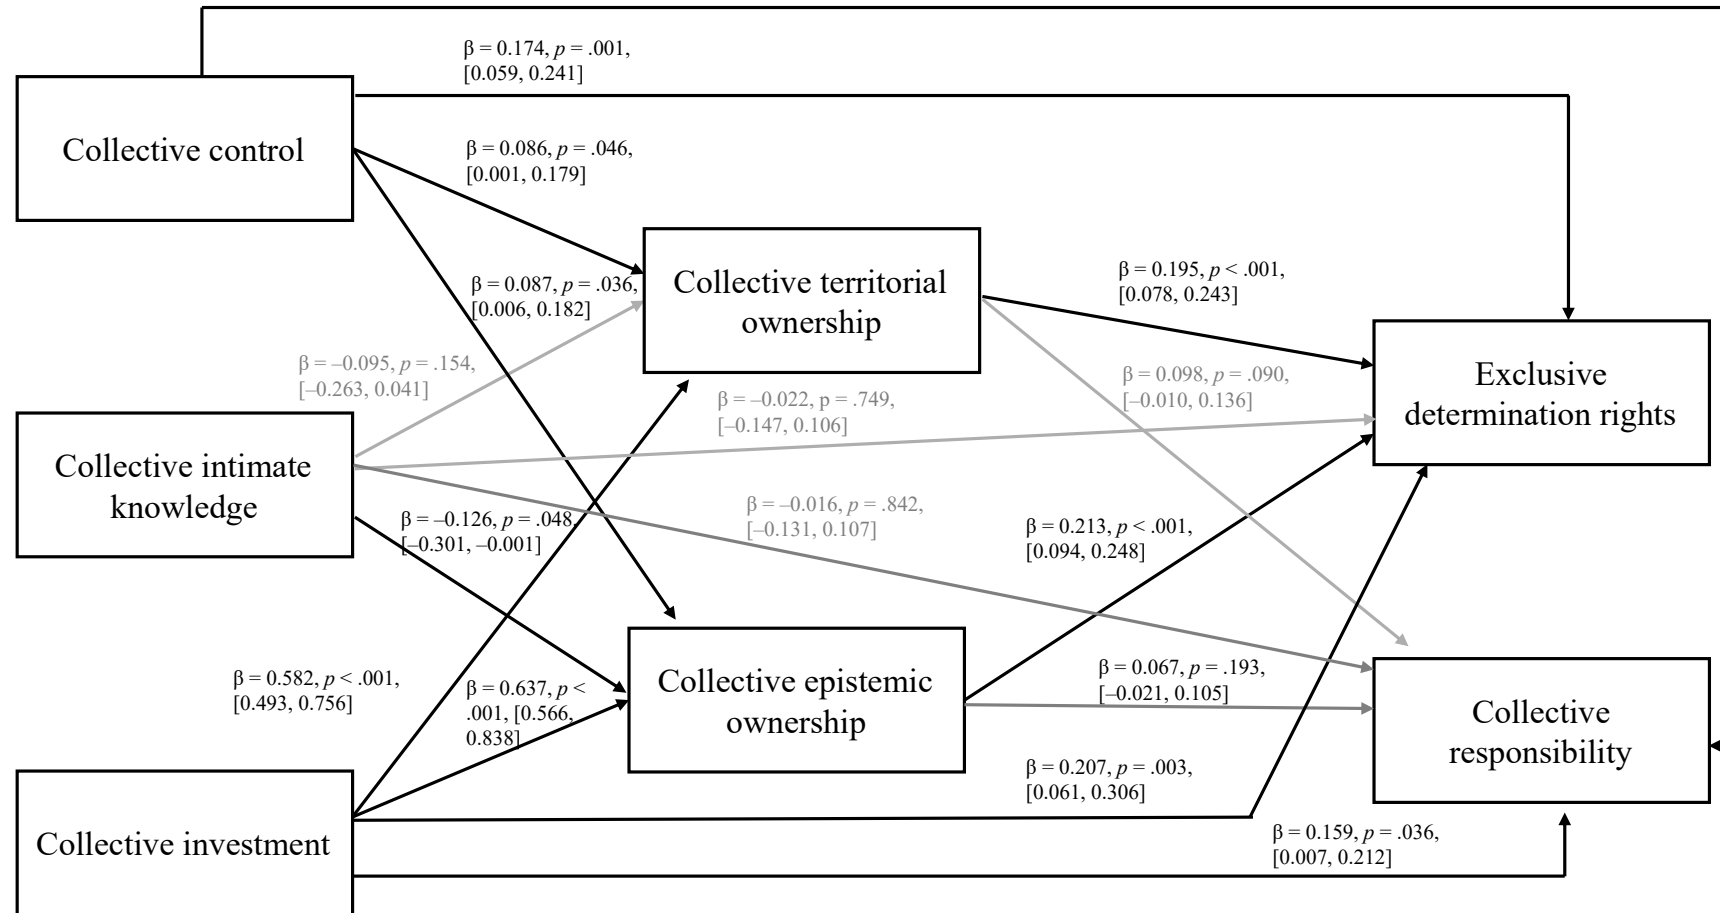 β = 0.174, p = .001,
[0.059, 0.241]
Collective control
β = 0.086, p = .046,
[0.001, 0.179]
β = 0.087, p = .036,
[0.006, 0.182]
Collective territorial
ownership
β = 0.195, p < .001,
[0.078, 0.243]
β = –0.095, p = .154,
[–0.263, 0.041]
β = –0.022, p = .749,
[–0.147, 0.106]
β = 0.098, p = .090,
[–0.010, 0.136]
Exclusive
determination rights
Collective intimate
knowledge
β = –0.126, p = .048,
[–0.301, –0.001]
β = –0.016, p = .842,
[–0.131, 0.107]
β = 0.213, p < .001,
[0.094, 0.248]
β = 0.582, p < .001,
[0.493, 0.756]
β = 0.637, p <
.001, [0.566,
0.838]
Collective epistemic
ownership
β = 0.067, p = .193,
[–0.021, 0.105]
Collective
responsibility
β = 0.207, p = .003,
[0.061, 0.306]
Collective investment
β = 0.159, p = .036,
[0.007, 0.212]